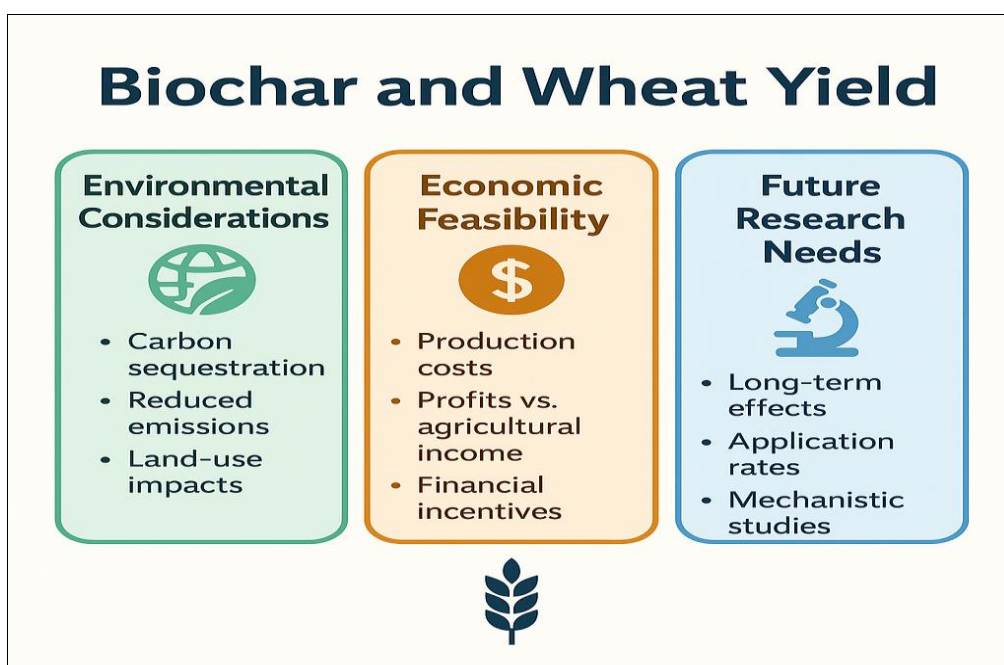 Biochar and Wheat Yield
Environmental
Considerations
• Carbon
sequestration
• Reduced
emissions
• Land-use
impacts
Economic
Feasibility
$
• Production
costs
• Profits vs.
agricultural
income
• Financial
incentives
Future
Research
Needs
• Long-term
effects
• Application
rates
• Mechanistic
studies